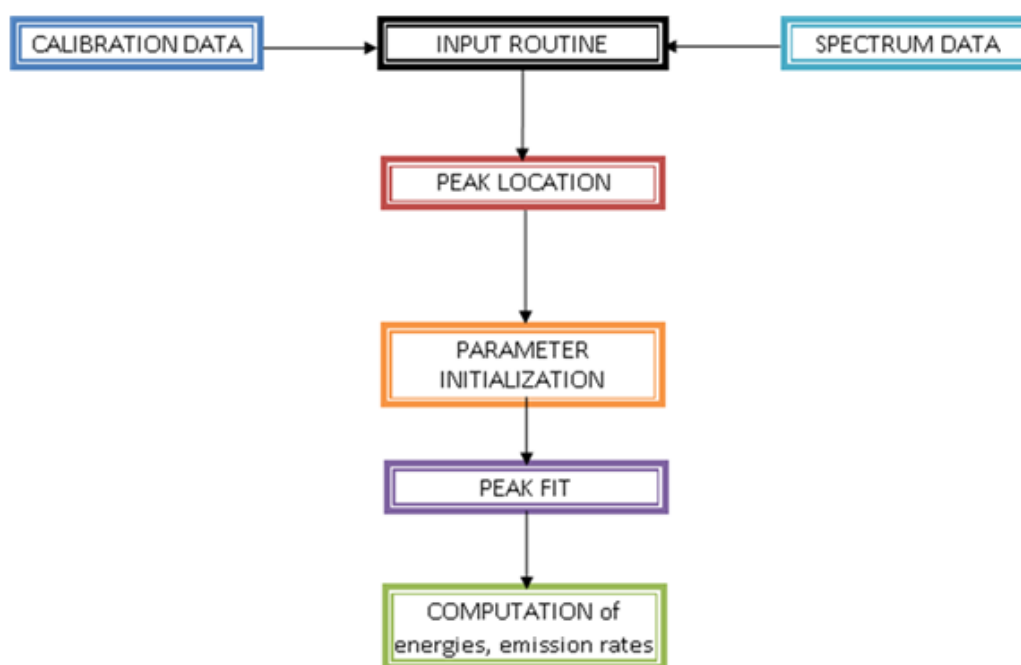 CALIBRATION DATA
INPUT ROUTINE
SPECTRUM DATA
PEAK LOCATION
PARAMETER
INITIALIZATION
PEAK FIT
COMPUTATION of
energies, emission rates